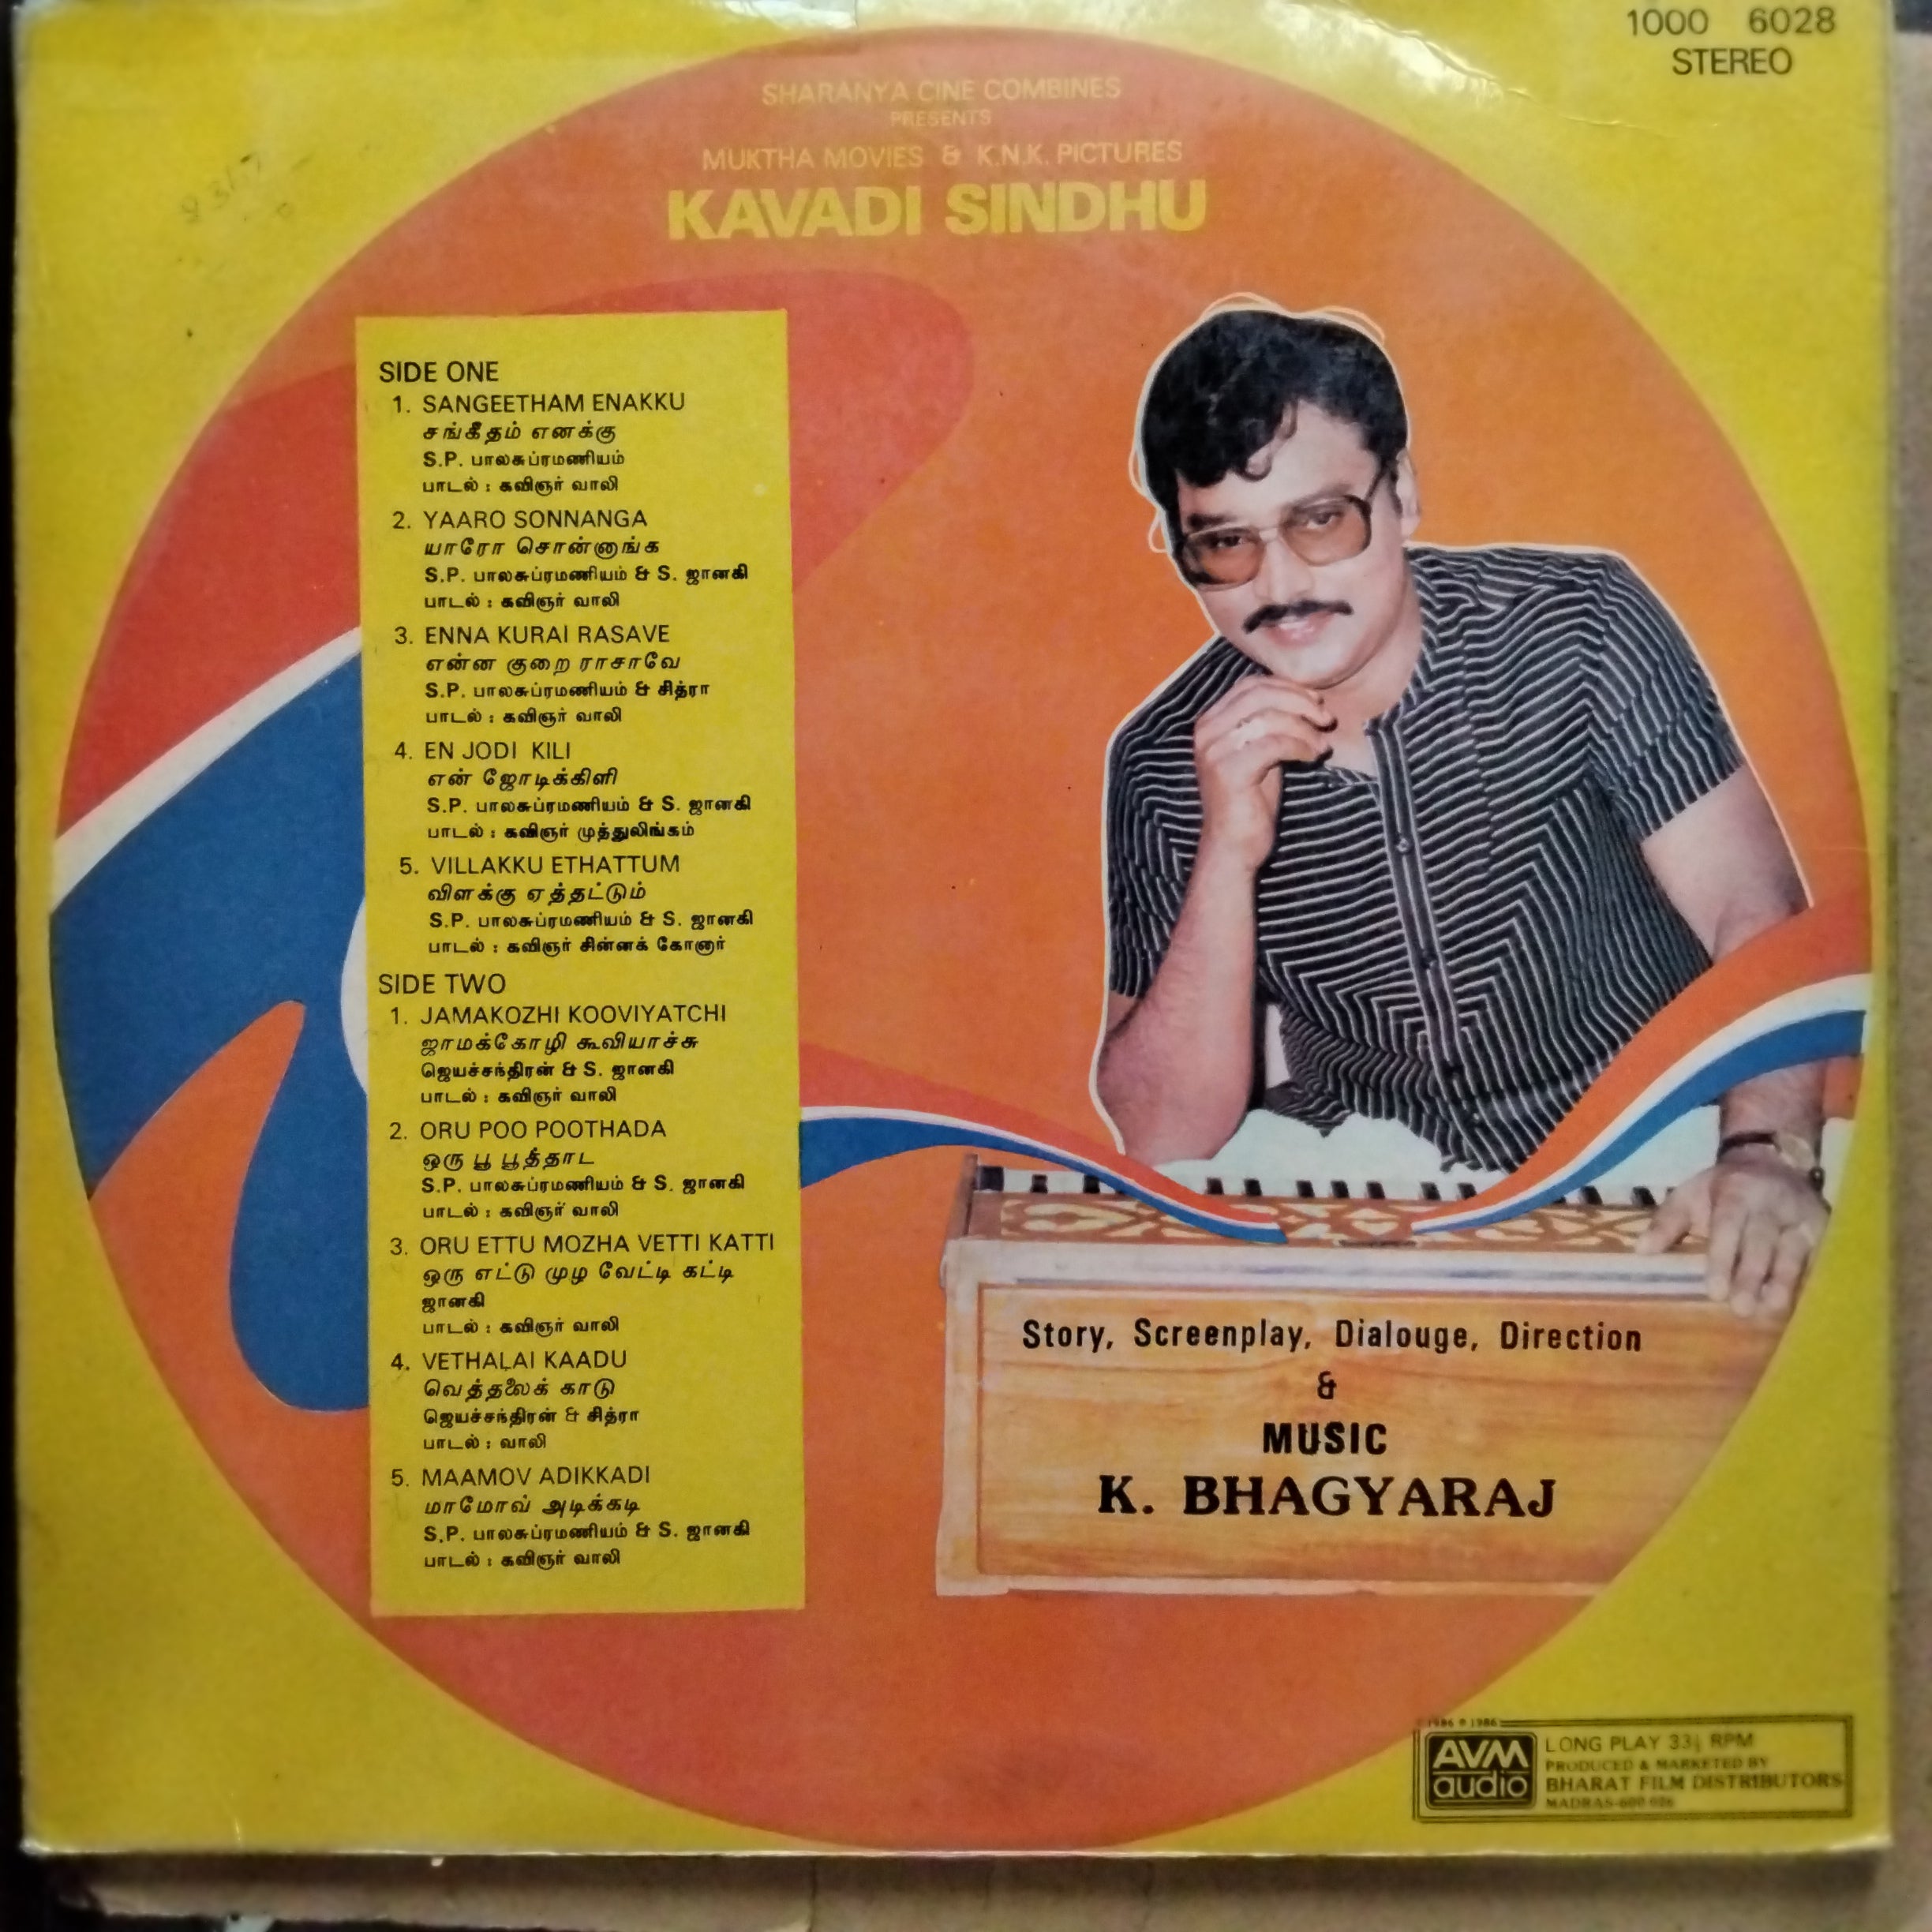 1000 6028
STEREO
SHARANYA CINE COMBINES
PRESENTS
MUKTHA MOVIES & K.N.K. PICTURES
KAVADI SINDHU
SIDE ONE
1. SANGEETHAM ENAKKU
சங்கீதம் எனக்கு
S.P. பாலசுப்ரமணியம்
பாடல் : கவிஞர் வாலி
2. YAARO SONNANGA
யாரோ சொன்னாங்க
S.P. பாலசுப்ரமணியம் & S. ஜானகி
பாடல் : கவிஞர் வாலி
3. ENNA KURAI RASAVE
என்ன குறை ராசாவே
S.P. பாலசுப்ரமணியம் & சித்ரா
பாடல் : கவிஞர் வாலி
4. EN JODI KILI
என் ஜோடிக்கிளி
S.P. பாலசுப்ரமணியம் & S. ஜானகி
பாடல் : கவிஞர் முத்துலிங்கம்
5. VILLAKKU ETHATTUM
விளக்கு ஏத்தட்டும்
S.P. பாலசுப்ரமணியம் & S. ஜானகி
பாடல் : கவிஞர் சின்னக் கோனார்
SIDE TWO
1. JAMAKOZHI KOOVIYATCHI
ஜாமக்கோழி கூவியாச்சு
ஜெயச்சந்திரன் & S. ஜானகி
பாடல் : கவிஞர் வாலி
2. ORU POO POOTHADA
ஒரு பூ பூத்தாட
S.P. பாலசுப்ரமணியம் & S. ஜானகி
பாடல் : கவிஞர் வாலி
3. ORU ETTU MOZHA VETTI KATTI
ஒரு எட்டு முழ வேட்டி கட்டி
ஜானகி
பாடல் : கவிஞர் வாலி
4. VETHALAI KAADU
வெத்தலைக் காடு
ஜெயச்சந்திரன் & சித்ரா
பாடல் : வாலி
5. MAAMOV ADIKKADI
மாமோவ் அடிக்கடி
S.P. பாலசுப்ரமணியம் & S. ஜானகி
பாடல் : கவிஞர் வாலி
Story, Screenplay, Dialouge, Direction
&
MUSIC
K. BHAGYARAJ
1986 ℗ 1986
AVM
audio
LONG PLAY 33⅓ RPM
PRODUCED & MARKETED BY
BHARAT FILM DISTRIBUTORS
MADRAS-600 026